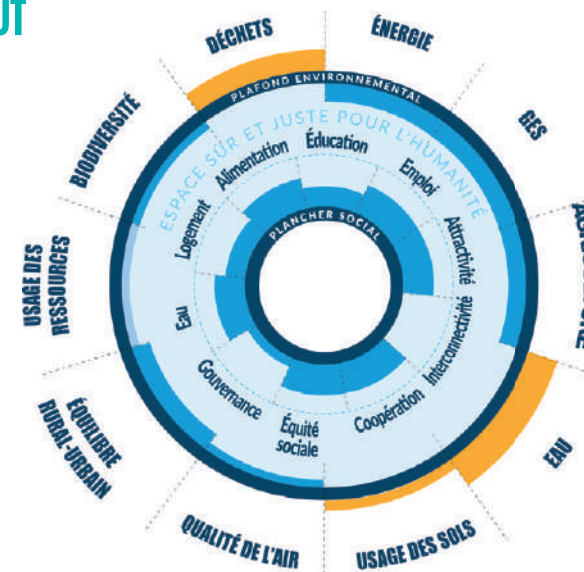 UT
DÉCHETS
ÉNERGIE
GES
EAU
USAGE DES SOLS
QUALITÉ DE L'AIR
ÉQUILIBRE
RURAL-URBAIN
USAGE DES
RESSOURCES
BIODIVERSITÉ
PLAFOND ENVIRONNEMENTAL
ESPACE SÛR ET JUSTE POUR L'HUMANITÉ
Éducation
Emploi
Attractivité
Interconnectivité
Coopération
Équité
sociale
Gouvernance
Eau
Logement
Alimentation
PLANCHER SOCIAL